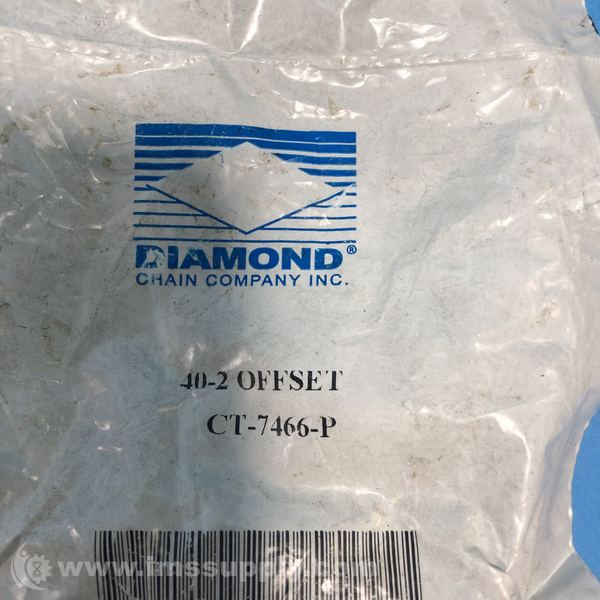 DIAMOND®
CHAIN COMPANY INC.
40-2 OFFSET
CT-7466-P
www.imssupply.com